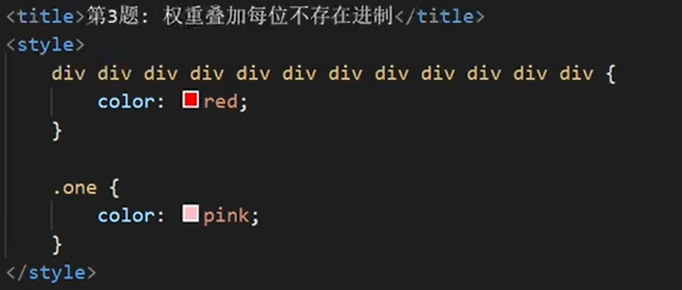 <title>第3题: 权重叠加每位不存在进制</title>
<style>
div div div div div div div div div div div div {
color: red;
}
.one {
color: pink;
}
</style>